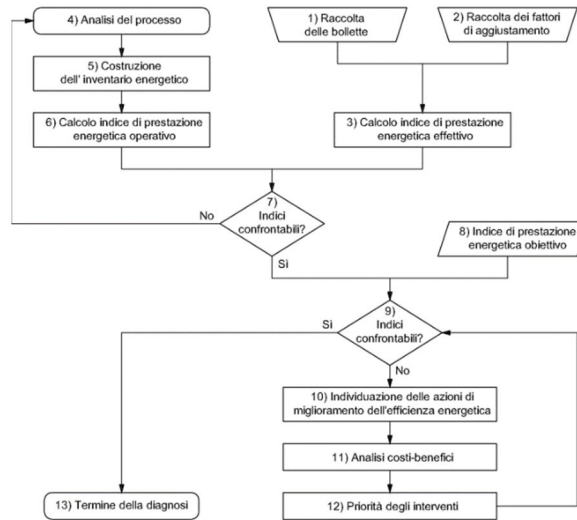 4) Analisi del processo
1) Raccolta
delle bollette
2) Raccolta dei fattori
di aggiustamento
5) Costruzione
dell' inventario energetico
6) Calcolo indice di prestazione
energetica operativo
3) Calcolo indice di prestazione
energetica effettivo
7)
Indici
confrontabili?
No
Sì
8) Indice di prestazione
energetica obiettivo
9)
Indici
confrontabili?
Sì
No
10) Individuazione delle azioni di
miglioramento dell'efficienza energetica
11) Analisi costi-benefici
12) Priorità degli interventi
13) Termine della diagnosi